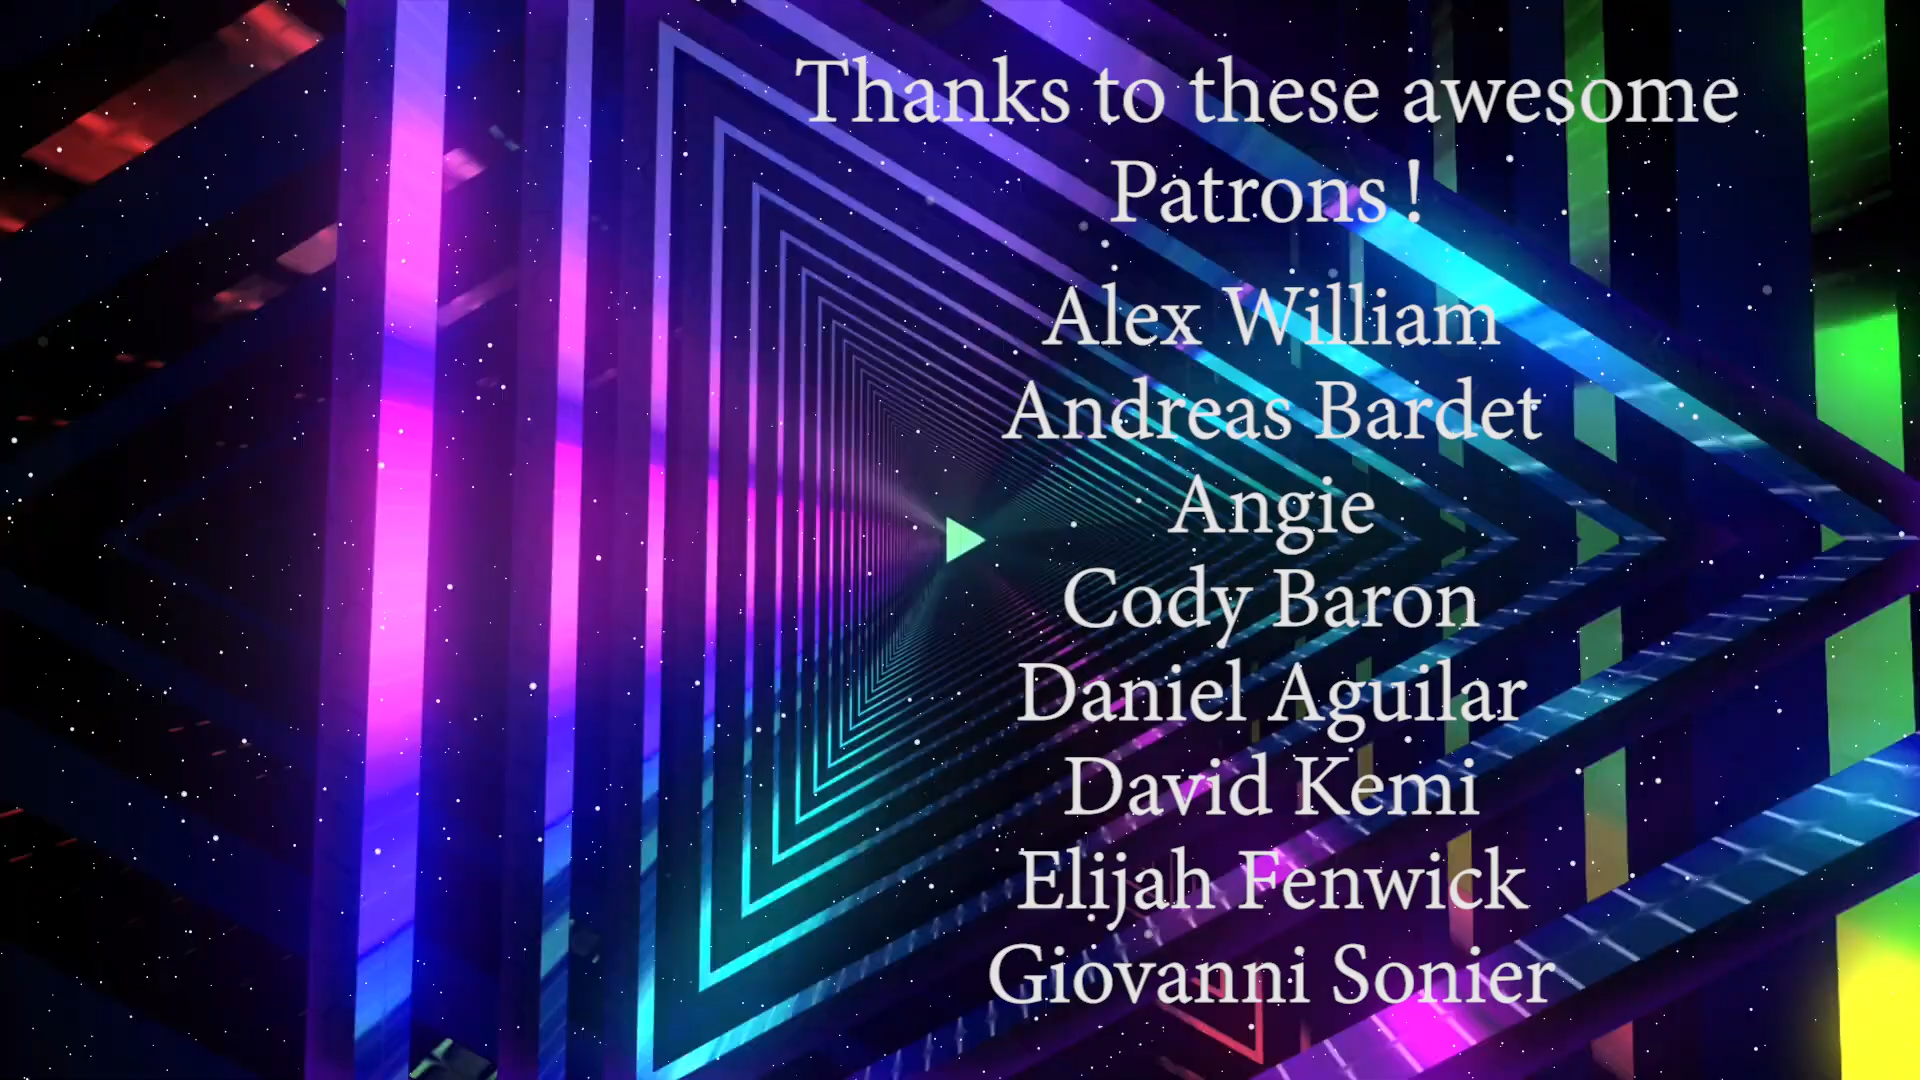 Thanks to these awesome
Patrons !
Alex William
Andreas Bardet
Angie
Cody Baron
Daniel Aguilar
David Kemi
Elijah Fenwick
Giovanni Sonier